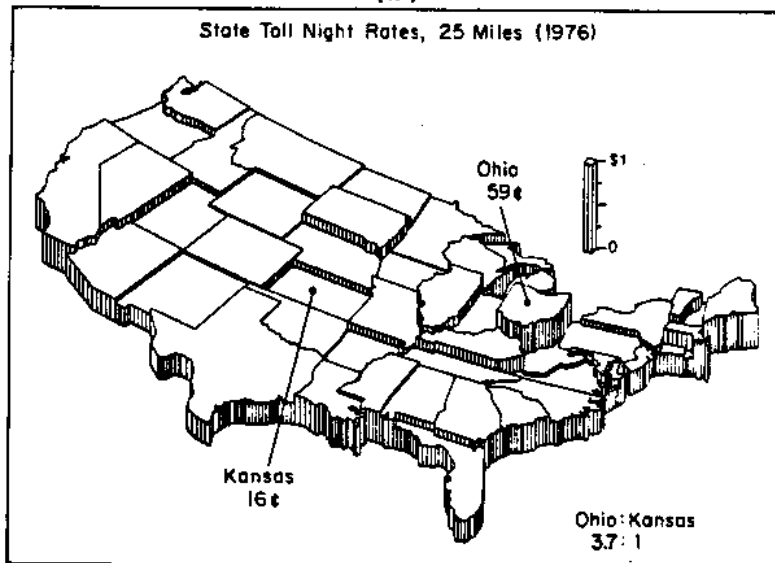 State Toll Night Rates, 25 Miles (1976)
Ohio
59¢
$1
0
Kansas
16¢
Ohio:Kansas
3.7:1